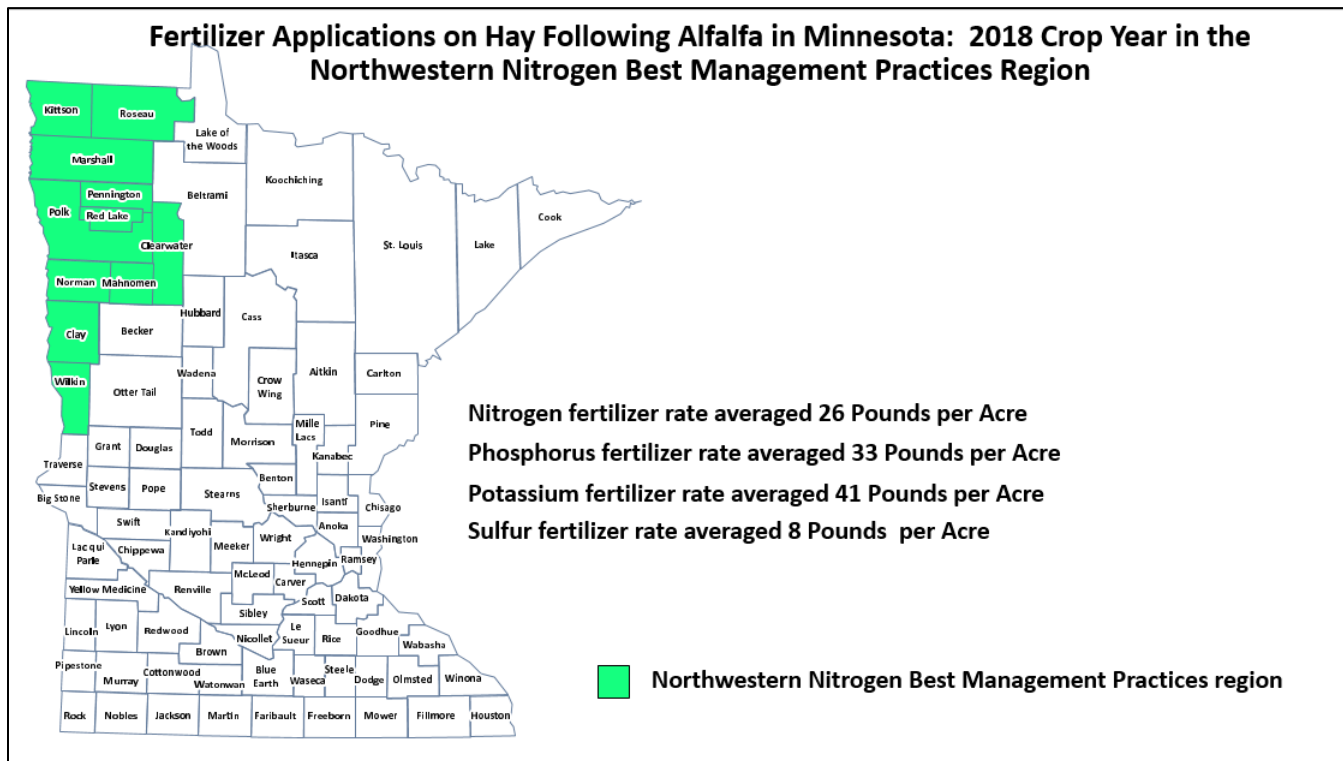 Fertilizer Applications on Hay Following Alfalfa in Minnesota:  2018 Crop Year in the
Northwestern Nitrogen Best Management Practices Region
Kittson
Roseau
Lake of
the Woods
Marshall
Koochiching
Pennington
Beltrami
Polk
Red Lake
Cook
Clearwater
St. Louis
Lake
Itasca
Norman
Mahnomen
Hubbard
Cass
Clay
Becker
Wadena
Aitkin
Carlton
Wilkin
Crow
Wing
Otter Tail
Mille
Lacs
Pine
Todd
Morrison
Grant
Douglas
Kanabec
Traverse
Benton
Big Stone
Stevens
Pope
Stearns
Isanti
Sherburne
Chisago
Swift
Kandiyohi
Anoka
Wright
Washington
Meeker
Lac qui
Parle
Chippewa
Hennepin
Ramsey
McLeod
Carver
Yellow Medicine
Renville
Scott
Dakota
Sibley
Lincoln
Lyon
Redwood
Nicollet
Le
Sueur
Rice
Goodhue
Wabasha
Brown
Pipestone
Murray
Cottonwood
Watonwan
Blue
Earth
Waseca
Steele
Dodge
Olmsted
Winona
Rock
Nobles
Jackson
Martin
Faribault
Freeborn
Mower
Fillmore
Houston
Nitrogen fertilizer rate averaged 26 Pounds per Acre
Phosphorus fertilizer rate averaged 33 Pounds per Acre
Potassium fertilizer rate averaged 41 Pounds per Acre
Sulfur fertilizer rate averaged 8 Pounds  per Acre
Northwestern Nitrogen Best Management Practices region